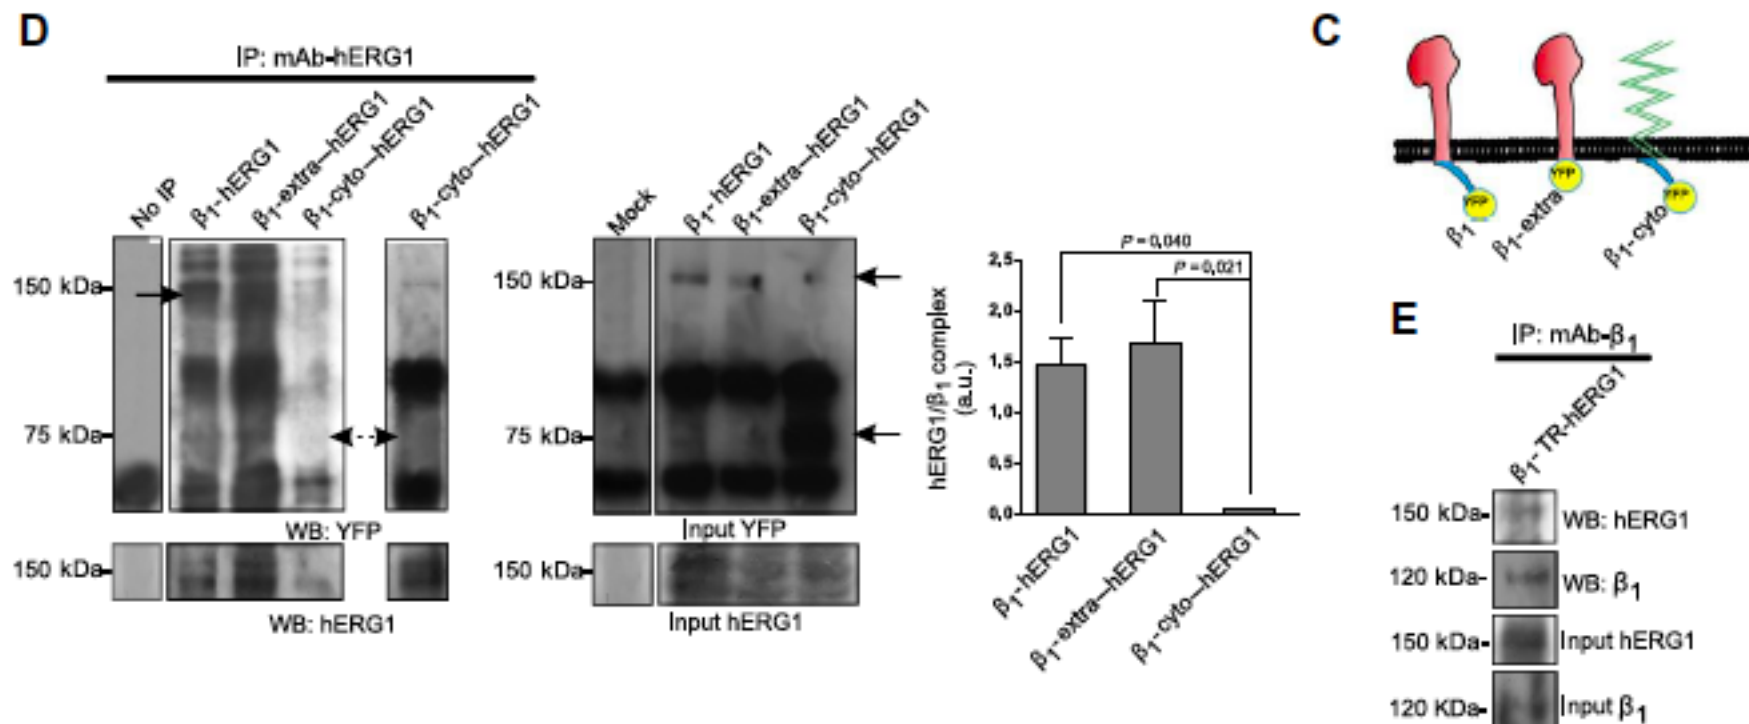 D
IP: mAb-hERG1
No IP
β1-hERG1
β1-extra—hERG1
β1-cyto—hERG1
β1-cyto—hERG1
150 kDa
75 kDa
WB: YFP
150 kDa
WB: hERG1
Mock
β1-hERG1
β1-extra—hERG1
β1-cyto—hERG1
150 kDa
75 kDa
Input YFP
150 kDa
Input hERG1
hERG1/β1 complex
(a.u.)
2,5
2,0
1,5
1,0
0,5
0,0
P = 0,040
P = 0,021
β1-hERG1
β1-extra—hERG1
β1-cyto—hERG1
C
YFP
YFP
YFP
β1
β1-extra
β1-cyto
E
IP: mAb-β1
β1-TR-hERG1
150 kDa
WB: hERG1
120 kDa
WB: β1
150 kDa
Input hERG1
120 KDa
Input β1